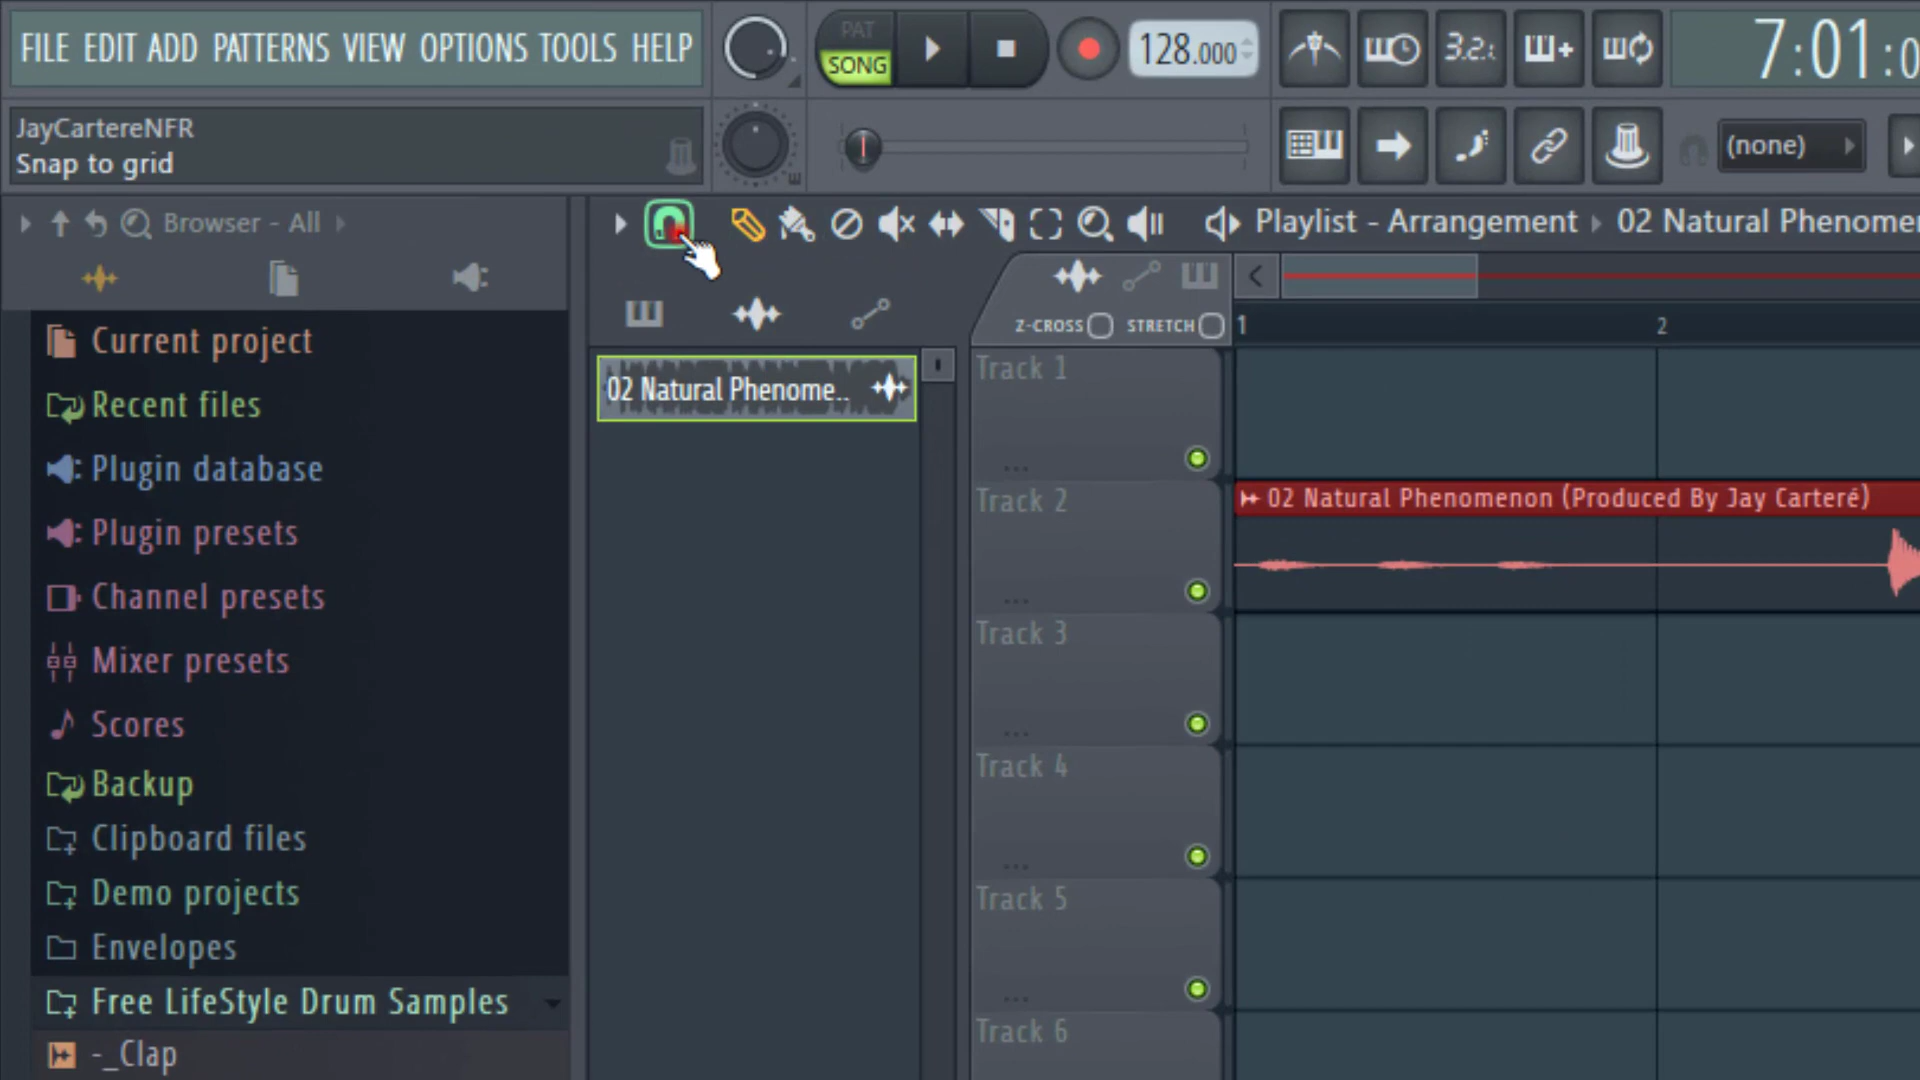 FILE EDIT ADD PATTERNS VIEW OPTIONS TOOLS HELP
PAT
SONG
128.000
3.2.
7:01:0
JayCartereNFR
Snap to grid
(none)
Browser - All
Playlist - Arrangement
02 Natural Phenomen
Z-CROSS
STRETCH
1
2
Current project
Recent files
Plugin database
Plugin presets
Channel presets
Mixer presets
Scores
Backup
Clipboard files
Demo projects
Envelopes
Free LifeStyle Drum Samples
-_Clap
02 Natural Phenome..
Track 1
...
Track 2
...
02 Natural Phenomenon (Produced By Jay Carteré)
Track 3
...
Track 4
...
Track 5
...
Track 6